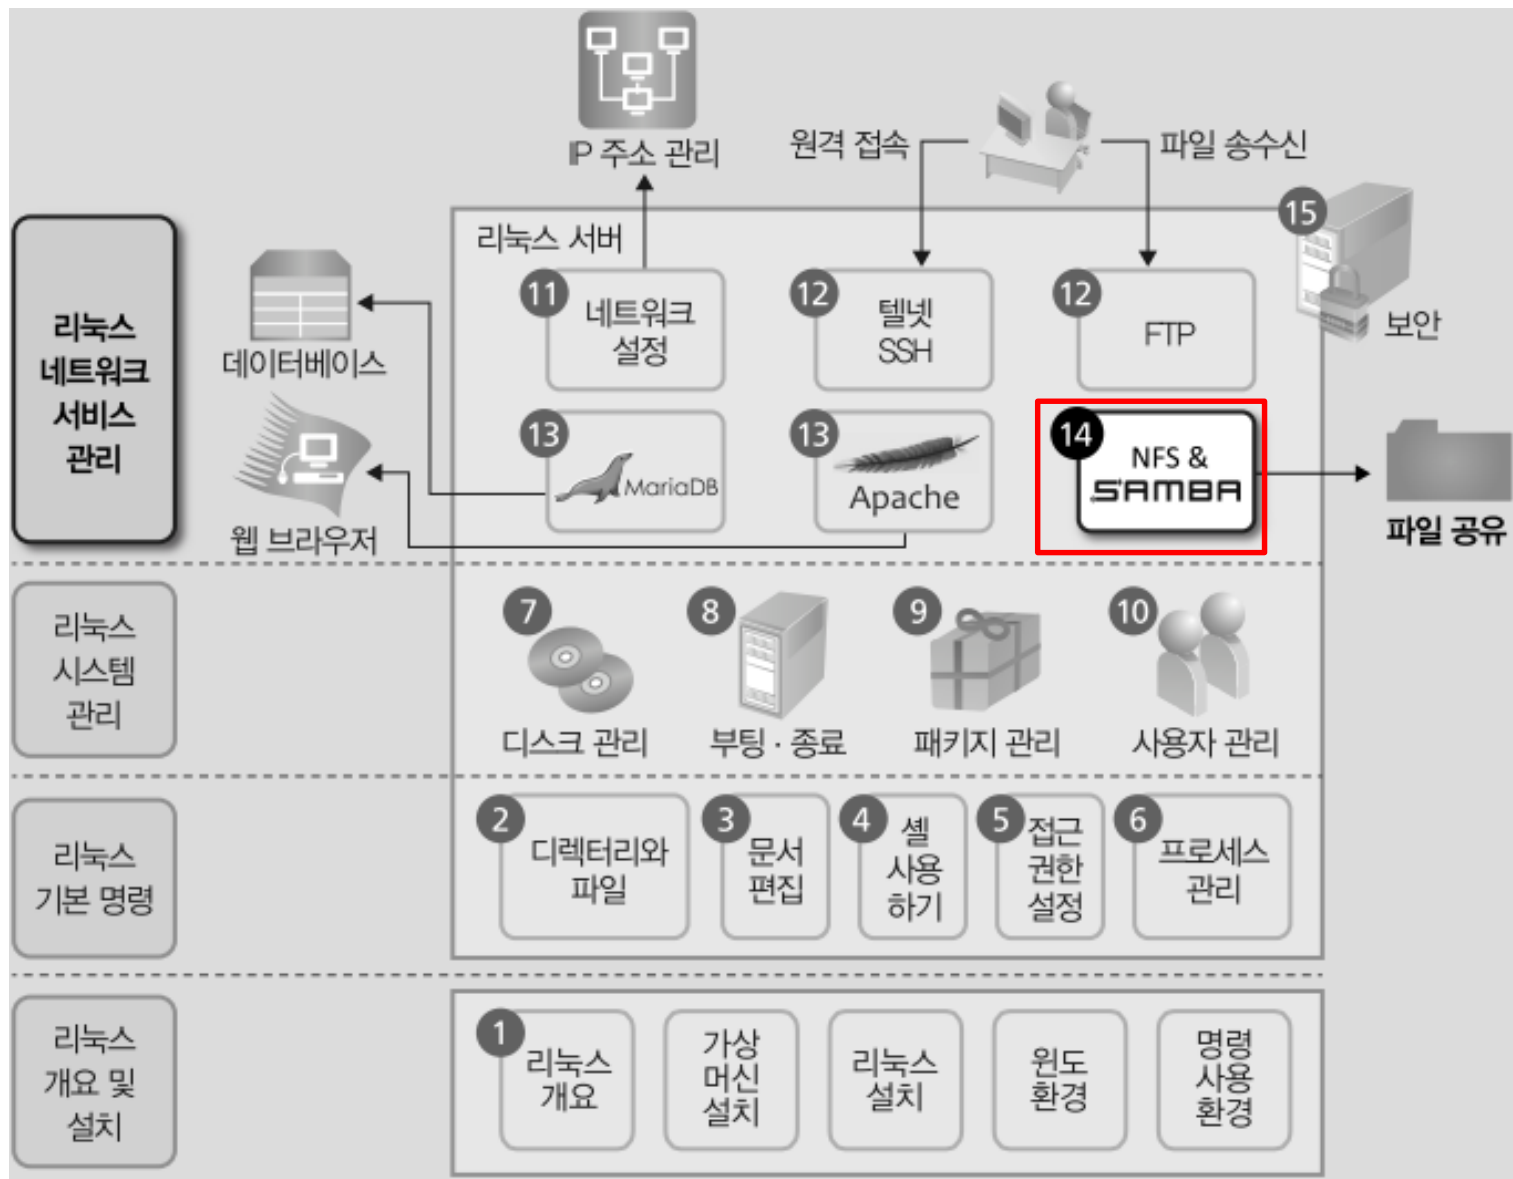 IP 주소 관리
원격 접속
파일 송수신
15
보안
리눅스
네트워크
서비스
관리
데이터베이스
웹 브라우저
리눅스 서버
11
네트워크
설정
12
텔넷
SSH
12
FTP
13
MariaDB
13
Apache
14
NFS &
SAMBA
파일 공유
리눅스
시스템
관리
7
디스크 관리
8
부팅 · 종료
9
패키지 관리
10
사용자 관리
리눅스
기본 명령
2
디렉터리와
파일
3
문서
편집
4
셸
사용
하기
5
접근
권한
설정
6
프로세스
관리
리눅스
개요 및
설치
1
리눅스
개요
가상
머신
설치
리눅스
설치
윈도
환경
명령
사용
환경